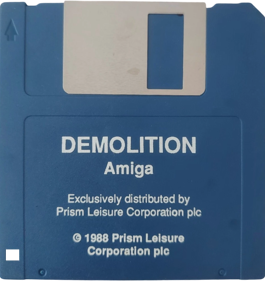 DEMOLITION
Amiga
Exclusively distributed by
Prism Leisure Corporation plc
© 1988 Prism Leisure
Corporation plc